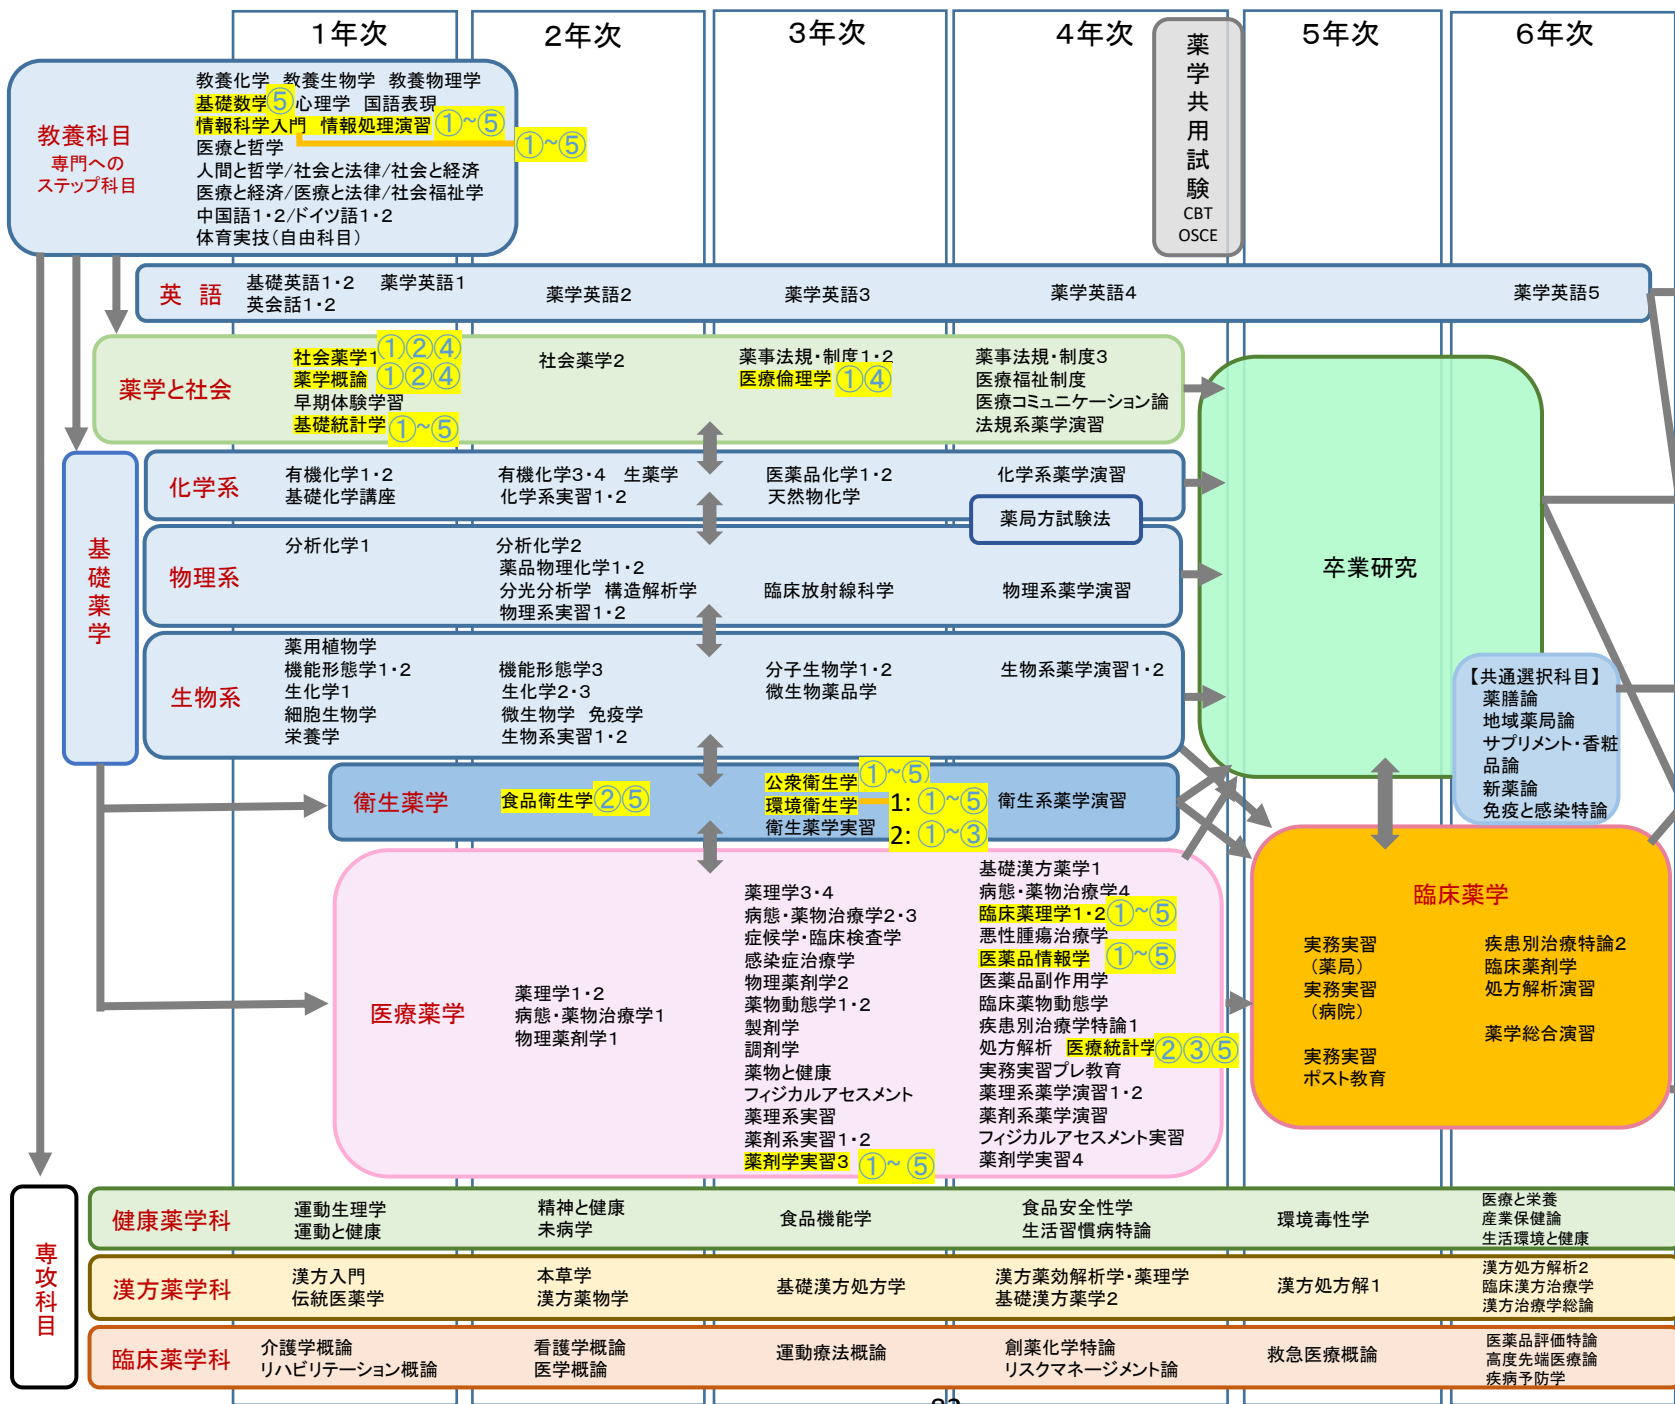 1年次
2年次
3年次
4年次
5年次
6年次
薬学共用試験
CBT
OSCE
教養科目
専門への
ステップ科目
教養化学 教養生物学 教養物理学
基礎数学⑤ 心理学 国語表現
情報科学入門 情報処理演習 ①~⑤
①~⑤
医療と哲学
人間と哲学/社会と法律/社会と経済
医療と経済/医療と法律/社会福祉学
中国語1・2/ドイツ語1・2
体育実技(自由科目)
英 語
基礎英語1・2 薬学英語1
英会話1・2
薬学英語2
薬学英語3
薬学英語4
薬学英語5
薬学と社会
社会薬学1 ①②④
薬学概論 ①②④
早期体験学習
基礎統計学 ①~⑤
社会薬学2
薬事法規・制度1・2
医療倫理学 ①④
薬事法規・制度3
医療福祉制度
医療コミュニケーション論
法規系薬学演習
基礎薬学
化学系
有機化学1・2
基礎化学講座
有機化学3・4 生薬学
化学系実習1・2
医薬品化学1・2
天然物化学
化学系薬学演習
薬局方試験法
物理系
分析化学1
分析化学2
薬品物理化学1・2
分光分析学 構造解析学
物理系実習1・2
臨床放射線科学
物理系薬学演習
生物系
薬用植物学
機能形態学1・2
生化学1
細胞生物学
栄養学
機能形態学3
生化学2・3
微生物学 免疫学
生物系実習1・2
分子生物学1・2
微生物薬品学
生物系薬学演習1・2
卒業研究
【共通選択科目】
薬膳論
地域薬局論
サプリメント・香粧
品論
新薬論
免疫と感染特論
衛生薬学
食品衛生学②⑤
公衆衛生学 ①~⑤
環境衛生学 1: ①~⑤
衛生薬学実習 2: ①~③
衛生系薬学演習
医療薬学
薬理学1・2
病態・薬物治療学1
物理薬剤学1
薬理学3・4
病態・薬物治療学2・3
症候学・臨床検査学
感染症治療学
物理薬剤学2
薬物動態学1・2
製剤学
調剤学
薬物と健康
フィジカルアセスメント
薬理系実習
薬剤系実習1・2
薬剤学実習3 ①~⑤
基礎漢方薬学1
病態・薬物治療学4
臨床薬理学1・2 ①~⑤
悪性腫瘍治療学
医薬品情報学 ①~⑤
医薬品副作用学
臨床薬物動態学
疾患別治療学特論1
処方解析 医療統計学②③⑤
実務実習プレ教育
薬理系薬学演習1・2
薬剤系薬学演習
フィジカルアセスメント実習
薬剤学実習4
臨床薬学
実務実習
(薬局)
実務実習
(病院)
実務実習
ポスト教育
疾患別治療特論2
臨床薬剤学
処方解析演習
薬学総合演習
専攻科目
健康薬学科
運動生理学
運動と健康
精神と健康
未病学
食品機能学
食品安全性学
生活習慣病特論
環境毒性学
医療と栄養
産業保健論
生活環境と健康
漢方薬学科
漢方入門
伝統医薬学
本草学
漢方薬物学
基礎漢方処方学
漢方薬効解析学・薬理学
基礎漢方薬学2
漢方処方解1
漢方処方解析2
臨床漢方治療学
漢方治療学総論
臨床薬学科
介護学概論
リハビリテーション概論
看護学概論
医学概論
運動療法概論
創薬化学特論
リスクマネージメント論
救急医療概論
医薬品評価特論
高度先端医療論
疾病予防学